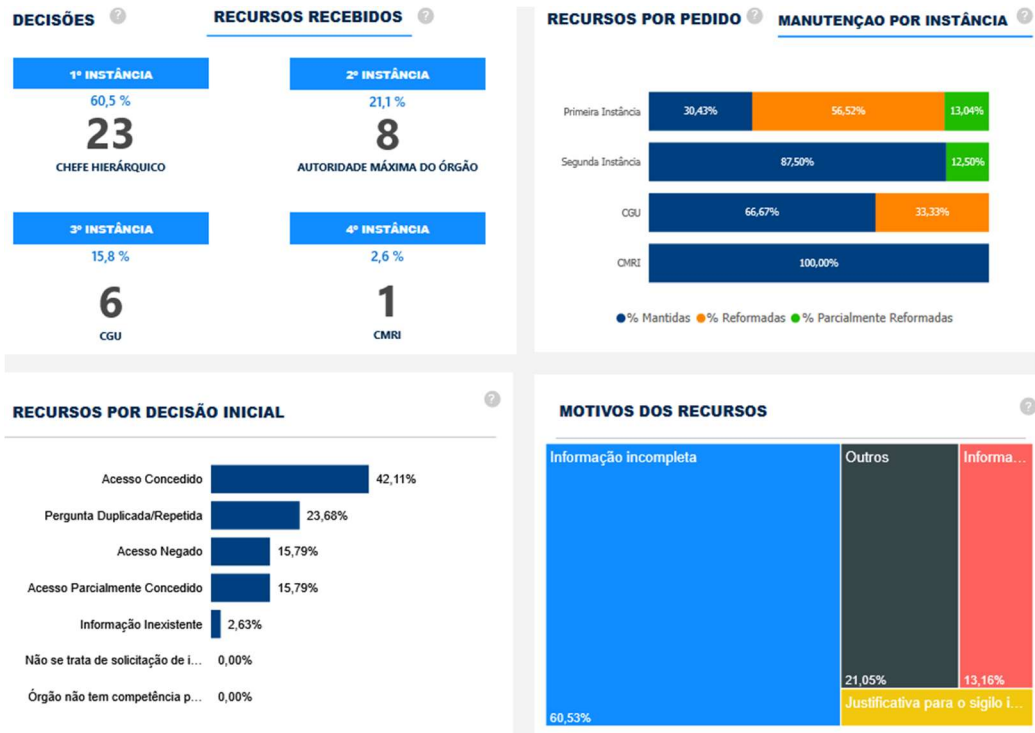 DECISÕES ?
RECURSOS RECEBIDOS ?
1º INSTÂNCIA
60,5 %
23
CHEFE HIERÁRQUICO
2º INSTÂNCIA
21,1 %
8
AUTORIDADE MÁXIMA DO ÓRGÃO
3º INSTÂNCIA
15,8 %
6
CGU
4º INSTÂNCIA
2,6 %
1
CMRI
RECURSOS POR PEDIDO ?
MANUTENÇAO POR INSTÂNCIA ?
Primeira Instância 30,43% 56,52% 13,04%
Segunda Instância 87,50% 12,50%
CGU 66,67% 33,33%
CMRI 100,00%
% Mantidas % Reformadas % Parcialmente Reformadas
RECURSOS POR DECISÃO INICIAL ?
Acesso Concedido 42,11%
Pergunta Duplicada/Repetida 23,68%
Acesso Negado 15,79%
Acesso Parcialmente Concedido 15,79%
Informação Inexistente 2,63%
Não se trata de solicitação de i... 0,00%
Órgão não tem competência p... 0,00%
MOTIVOS DOS RECURSOS ?
Informação incompleta
60,53%
Outros
21,05%
Informa...
13,16%
Justificativa para o sigilo i...